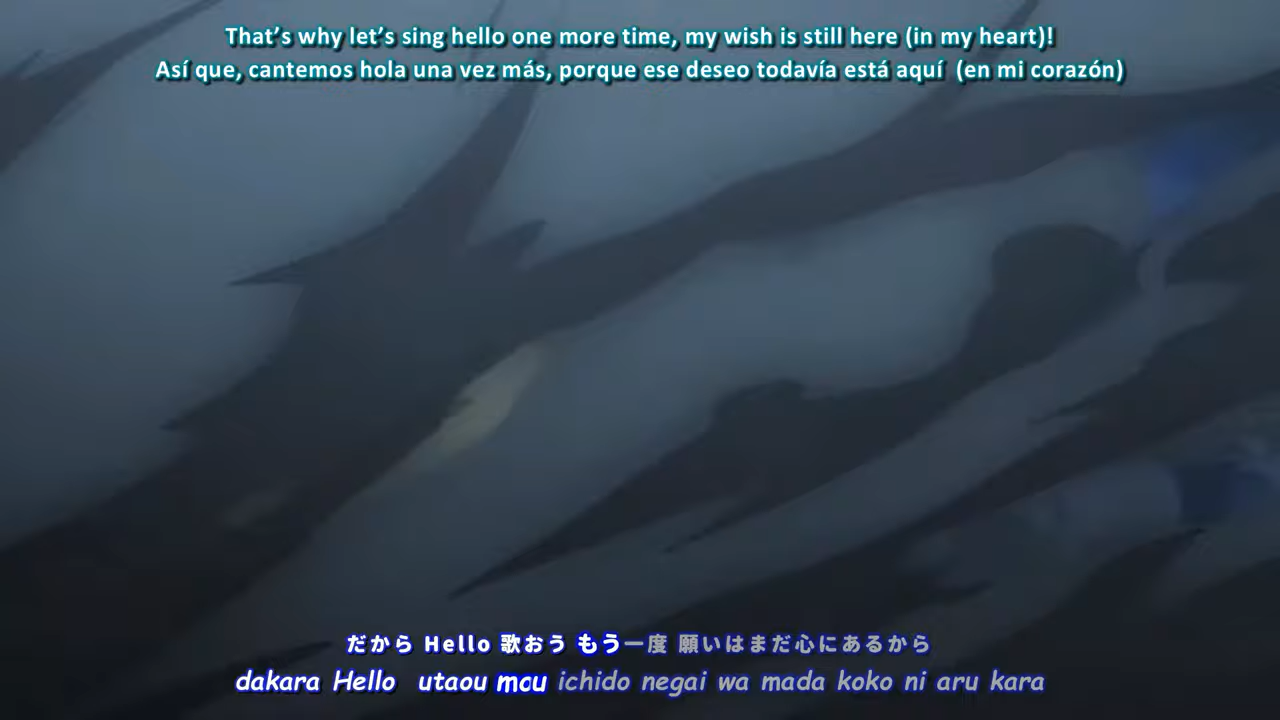 That's why let's sing hello one more time, my wish is still here (in my heart)!
Así que, cantemos hola una vez más, porque ese deseo todavía está aquí  (en mi corazón)
だから Hello 歌おう もう一度 願いはまだ心にあるから
dakara Hello  utaou mou ichido negai wa mada koko ni aru kara